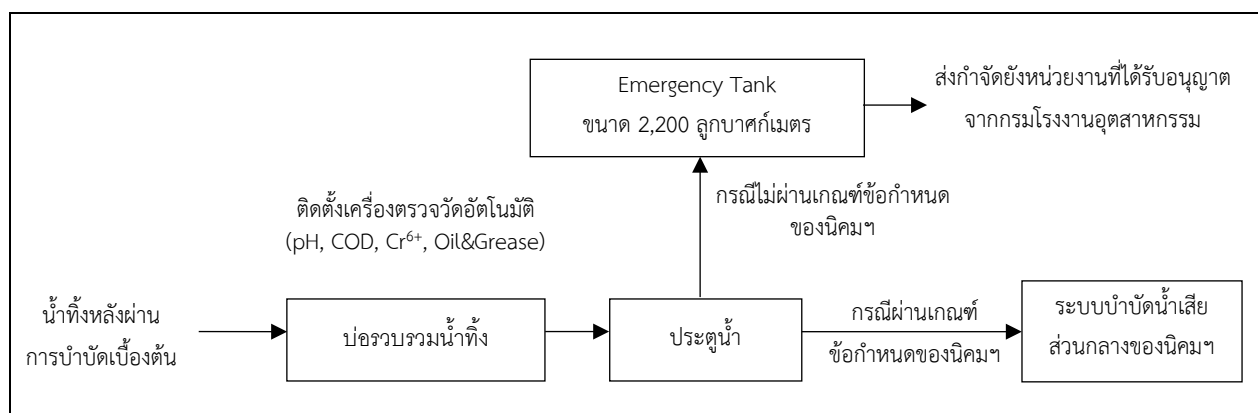 Emergency Tank
ขนาด 2,200 ลูกบาศก์เมตร
ส่งกำจัดยังหน่วยงานที่ได้รับอนุญาต
จากกรมโรงงานอุตสาหกรรม
กรณีไม่ผ่านเกณฑ์ข้อกำหนด
ของนิคมฯ
ติดตั้งเครื่องตรวจวัดอัตโนมัติ
(pH, COD, Cr⁶⁺, Oil&Grease)
น้ำทิ้งหลังผ่าน
การบำบัดเบื้องต้น
บ่อรวบรวมน้ำทิ้ง
ประตูน้ำ
กรณีผ่านเกณฑ์
ข้อกำหนดของนิคมฯ
ระบบบำบัดน้ำเสีย
ส่วนกลางของนิคมฯ